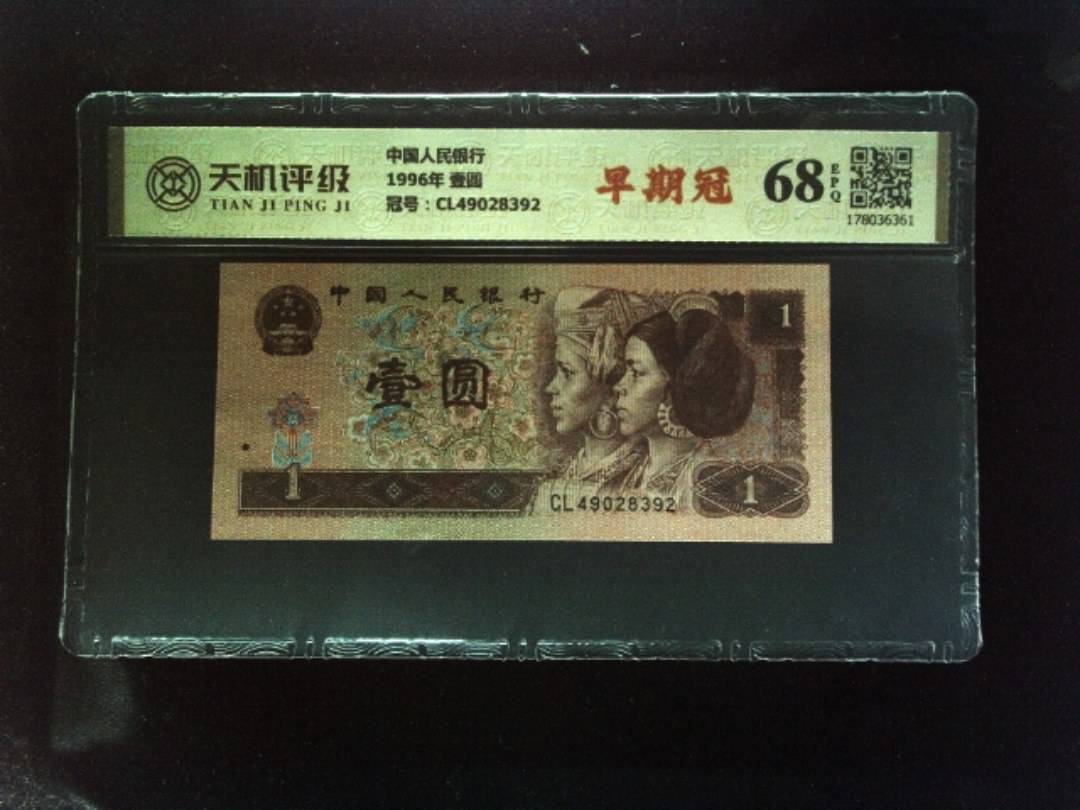 天机评级
TIAN JI PING JI
中国人民银行
1996年 壹圆
冠号：CL49028392
早期冠
68
EPQ
178036361
中国人民银行
1
壹圆
1
CL49028392
1